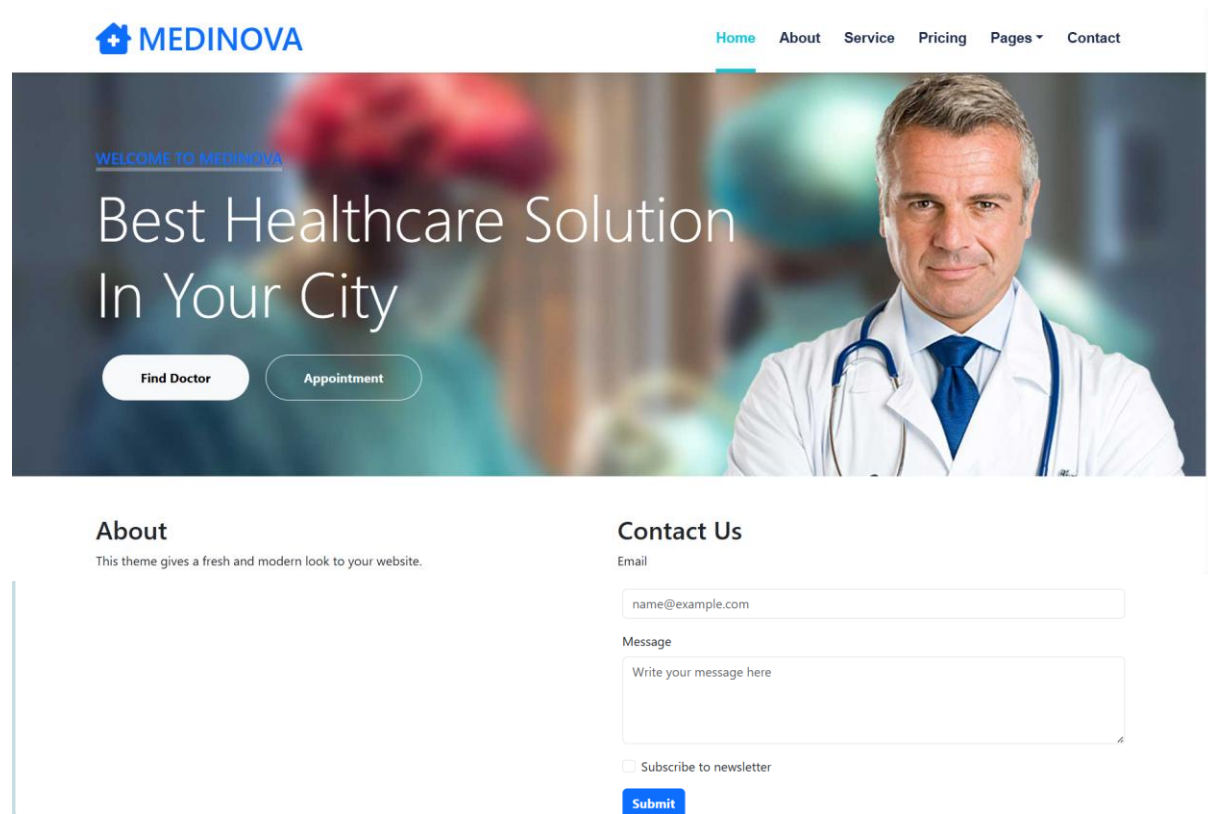 MEDINOVA
Home About Service Pricing Pages Contact
WELCOME TO MEDINOVA
Best Healthcare Solution
In Your City
Find Doctor Appointment
About
This theme gives a fresh and modern look to your website.
Contact Us
Email
name@example.com
Message
Write your message here
Subscribe to newsletter
Submit